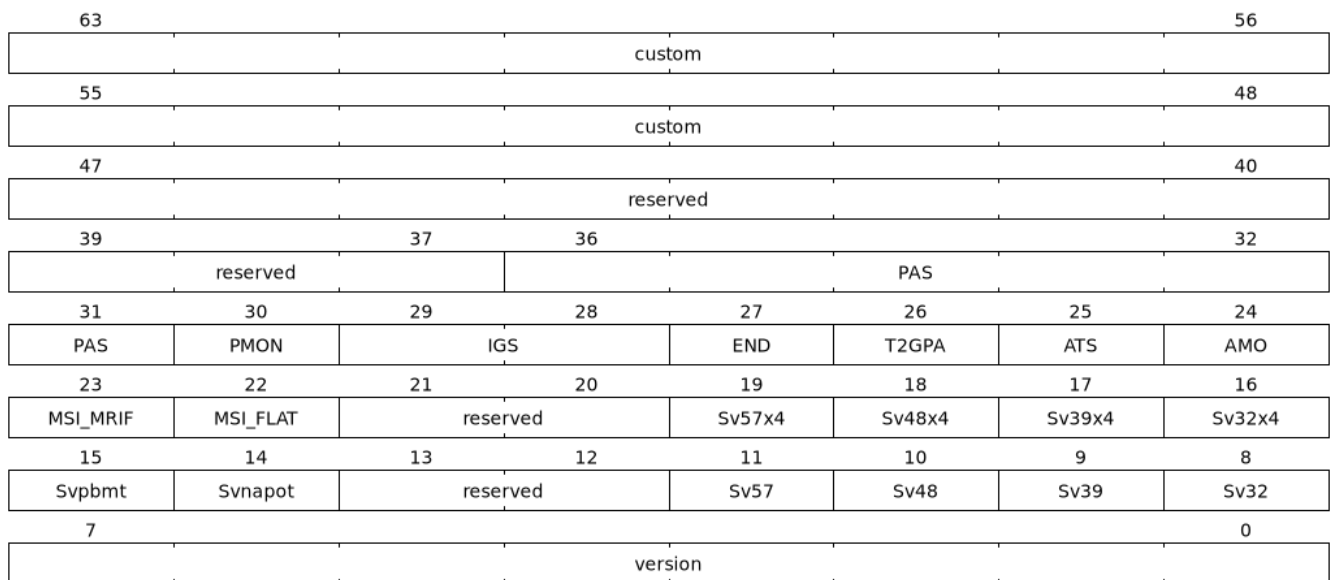 63 56
custom
55 48
custom
47 40
reserved
39 37 36 32
reserved PAS
31 30 29 28 27 26 25 24
PAS PMON IGS END T2GPA ATS AMO
23 22 21 20 19 18 17 16
MSI_MRIF MSI_FLAT reserved Sv57x4 Sv48x4 Sv39x4 Sv32x4
15 14 13 12 11 10 9 8
Svpbmt Svnapot reserved Sv57 Sv48 Sv39 Sv32
7 0
version